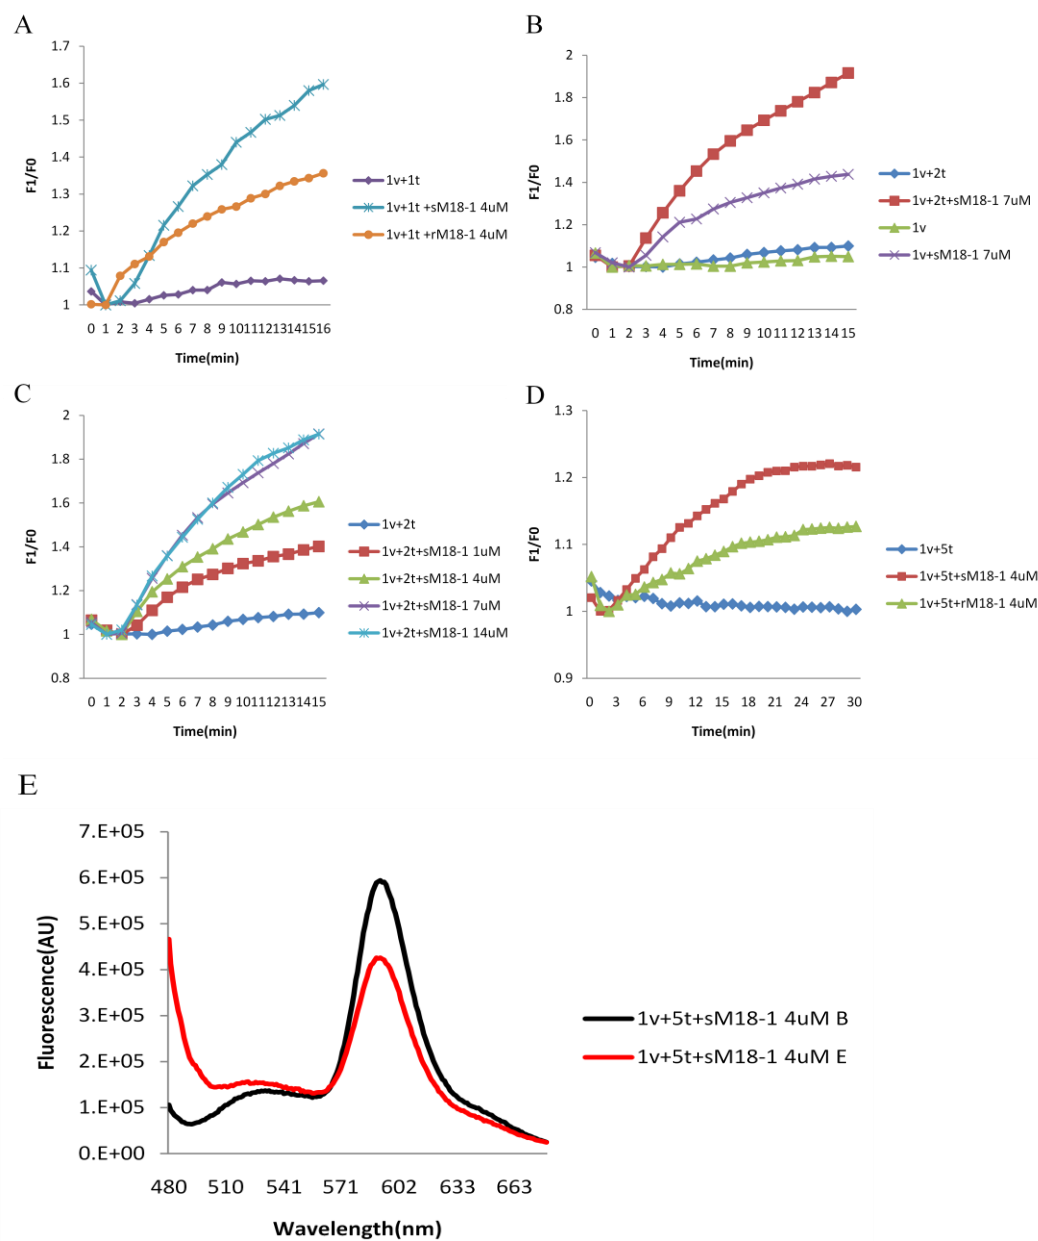 A
1.7
1.6
1.5
1.4
1.3
1.2
1.1
1
F1/F0
0 1 2 3 4 5 6 7 8 9 10 11 12 13 14 15 16
Time(min)
1v+1t
1v+1t +sM18-1 4uM
1v+1t +rM18-1 4uM
B
2
1.8
1.6
1.4
1.2
1
0.8
F1/F0
0 1 2 3 4 5 6 7 8 9 10 11 12 13 14 15
Time(min)
1v+2t
1v+2t+sM18-1 7uM
1v
1v+sM18-1 7uM
C
2
1.8
1.6
1.4
1.2
1
0.8
F1/F0
0 1 2 3 4 5 6 7 8 9 10 11 12 13 14 15
Time(min)
1v+2t
1v+2t+sM18-1 1uM
1v+2t+sM18-1 4uM
1v+2t+sM18-1 7uM
1v+2t+sM18-1 14uM
D
1.3
1.2
1.1
1
0.9
F1/F0
0 3 6 9 12 15 18 21 24 27 30
Time(min)
1v+5t
1v+5t+sM18-1 4uM
1v+5t+rM18-1 4uM
E
7.E+05
6.E+05
5.E+05
4.E+05
3.E+05
2.E+05
1.E+05
0.E+00
Fluorescence(AU)
480 510 541 571 602 633 663
Wavelength(nm)
1v+5t+sM18-1 4uM B
1v+5t+sM18-1 4uM E